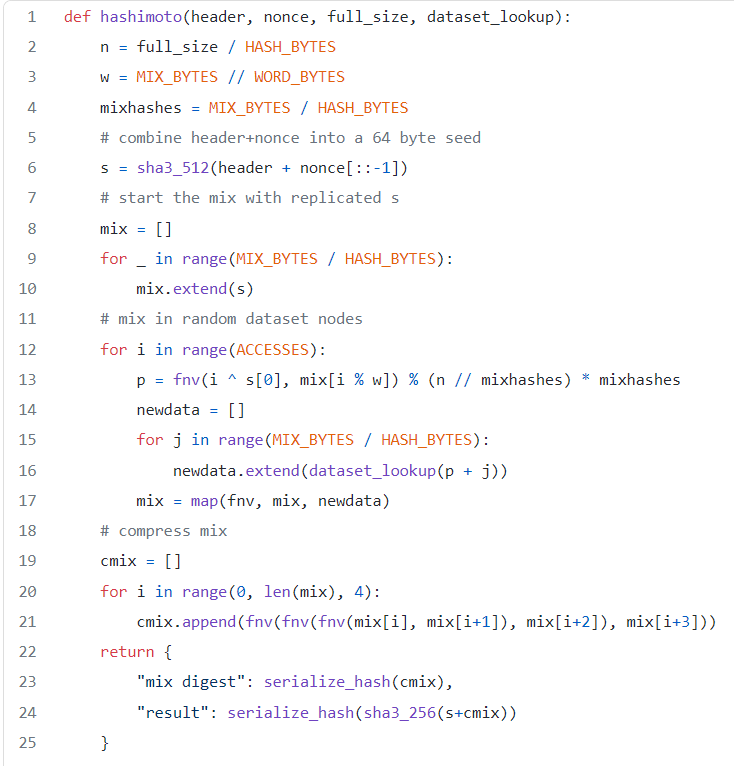 1 def hashimoto(header, nonce, full_size, dataset_lookup):
2     n = full_size / HASH_BYTES
3     w = MIX_BYTES // WORD_BYTES
4     mixhashes = MIX_BYTES / HASH_BYTES
5     # combine header+nonce into a 64 byte seed
6     s = sha3_512(header + nonce[::-1])
7     # start the mix with replicated s
8     mix = []
9     for _ in range(MIX_BYTES / HASH_BYTES):
10         mix.extend(s)
11     # mix in random dataset nodes
12     for i in range(ACCESSES):
13         p = fnv(i ^ s[0], mix[i % w]) % (n // mixhashes) * mixhashes
14         newdata = []
15         for j in range(MIX_BYTES / HASH_BYTES):
16             newdata.extend(dataset_lookup(p + j))
17         mix = map(fnv, mix, newdata)
18     # compress mix
19     cmix = []
20     for i in range(0, len(mix), 4):
21         cmix.append(fnv(fnv(fnv(mix[i], mix[i+1]), mix[i+2]), mix[i+3]))
22     return {
23         "mix digest": serialize_hash(cmix),
24         "result": serialize_hash(sha3_256(s+cmix))
25     }